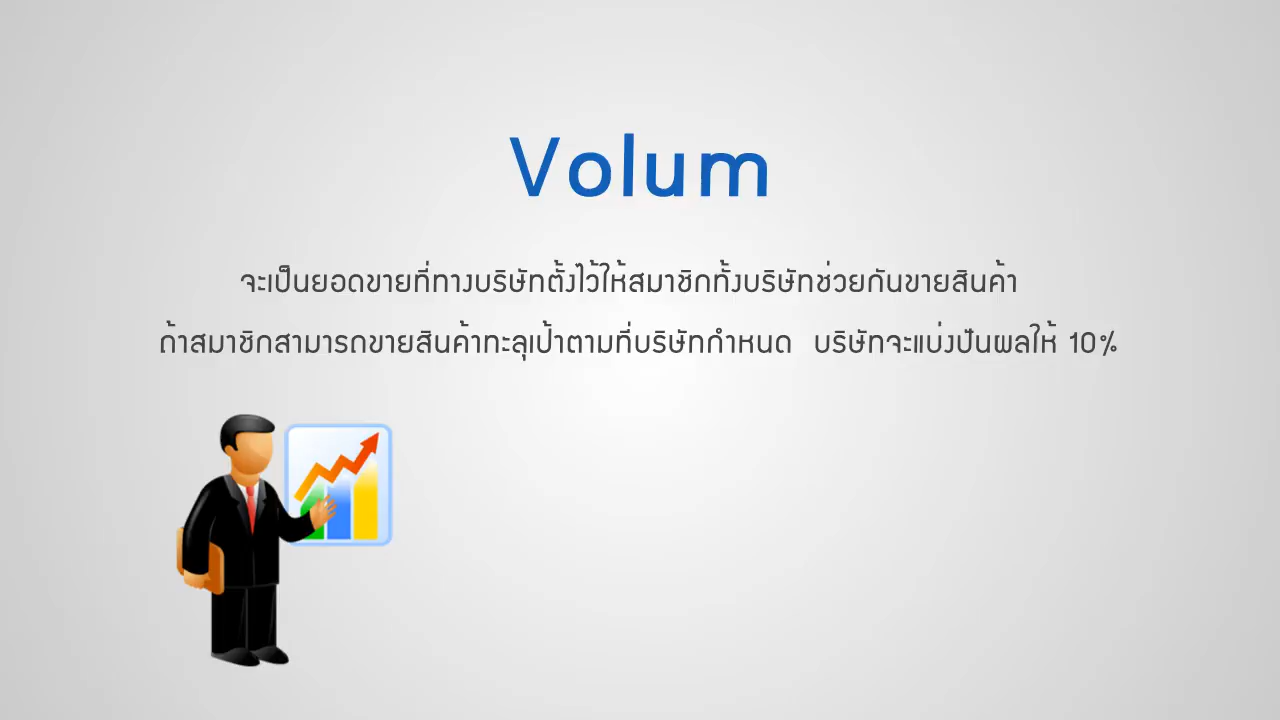 Volum
จะเป็นยอดขายที่ทางบริษัทตั้งไว้ให้สมาชิกทั้งบริษัทช่วยกันขายสินค้า
ถ้าสมาชิกสามารถขายสินค้าทะลุเป้าตามที่บริษัทกำหนด บริษัทจะแบ่งปันผลให้ 10%